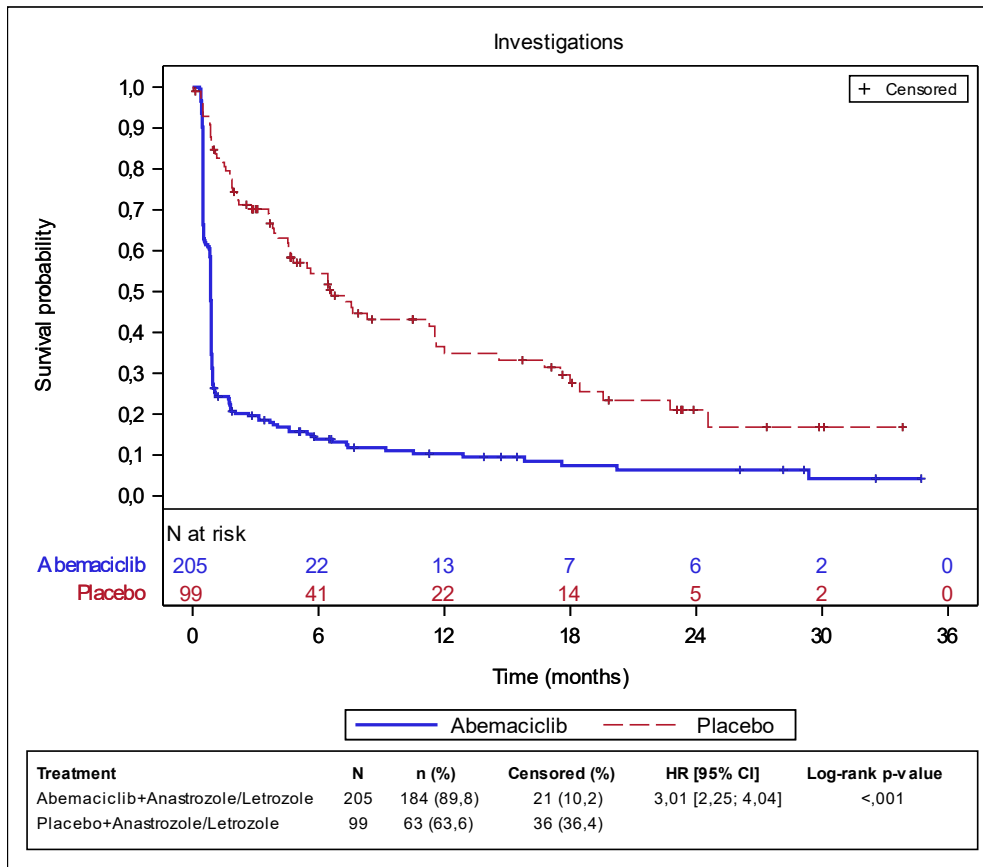 Investigations
+ Censored
Survival probability
1,0
0,9
0,8
0,7
0,6
0,5
0,4
0,3
0,2
0,1
0,0
N at risk
Abemaciclib 205 22 13 7 6 2 0
Placebo 99 41 22 14 5 2 0
0 6 12 18 24 30 36
Time (months)
Abemaciclib Placebo
Treatment N n (%) Censored (%) HR [95% CI] Log-rank p-value
Abemaciclib+Anastrozole/Letrozole 205 184 (89,8) 21 (10,2) 3,01 [2,25; 4,04] <,001
Placebo+Anastrozole/Letrozole 99 63 (63,6) 36 (36,4)